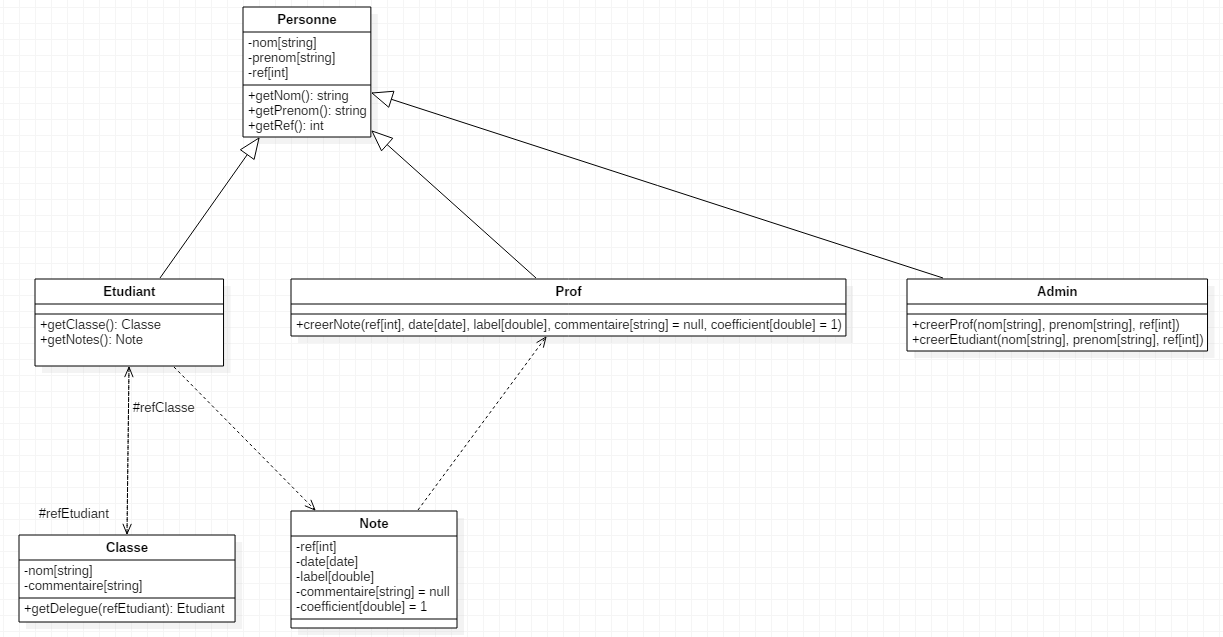 Personne
-nom[string]
-prenom[string]
-ref[int]
+getNom(): string
+getPrenom(): string
+getRef(): int
Etudiant
+getClasse(): Classe
+getNotes(): Note
Prof
+creerNote(ref[int], date[date], label[double], commentaire[string] = null, coefficient[double] = 1)
Admin
+creerProf(nom[string], prenom[string], ref[int])
+creerEtudiant(nom[string], prenom[string], ref[int])
#refClasse
#refEtudiant
Classe
-nom[string]
-commentaire[string]
+getDelegue(refEtudiant): Etudiant
Note
-ref[int]
-date[date]
-label[double]
-commentaire[string] = null
-coefficient[double] = 1